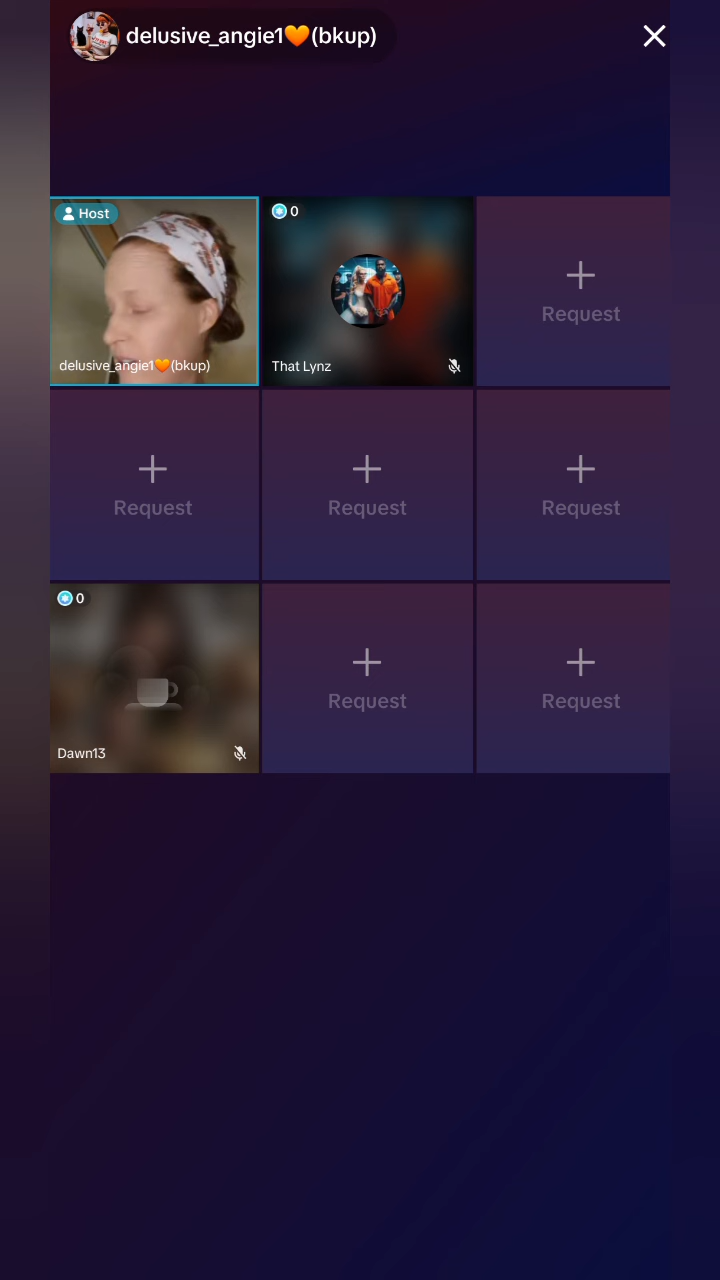 delusive_angie1🧡(bkup)
Host
delusive_angie1🧡(bkup)
0
That Lynz
Request
Request
Request
Request
0
Dawn13
Request
Request